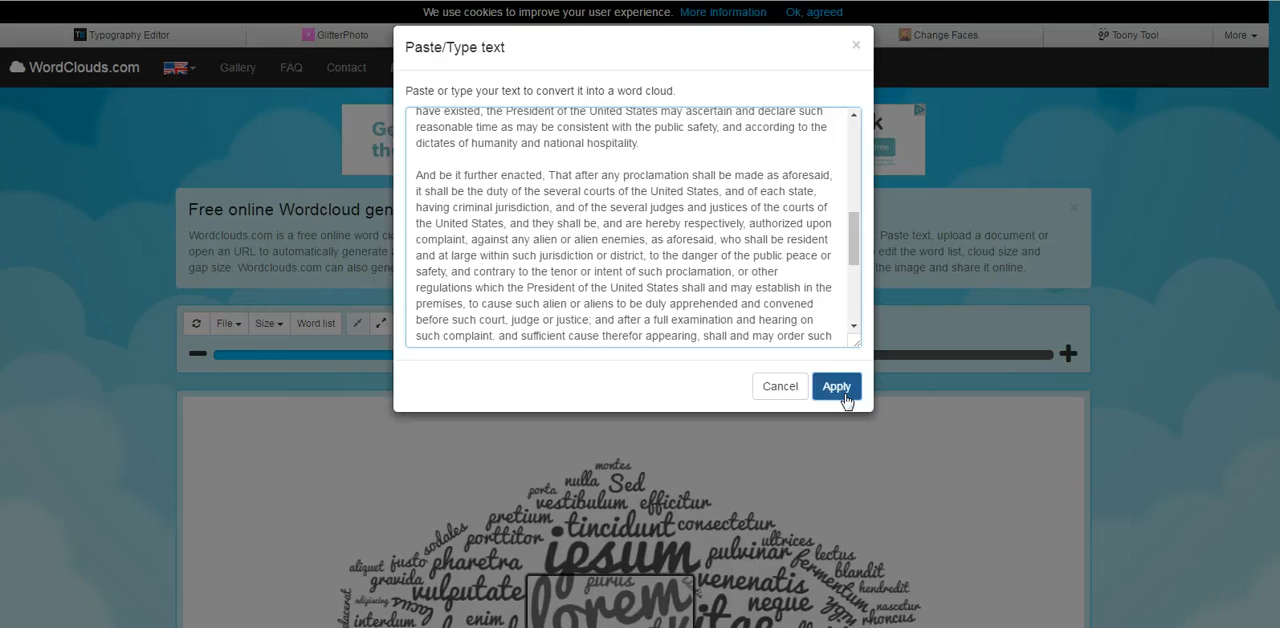 We use cookies to improve your user experience. More information Ok, agreed
Typography Editor
GlitterPhoto
Change Faces
Toony Tool
More
WordClouds.com
Gallery
FAQ
Contact
Paste/Type text
×
Paste or type your text to convert it into a word cloud.
have existed, the President of the United States may ascertain and declare such
reasonable time as may be consistent with the public safety, and according to the
dictates of humanity and national hospitality.
And be it further enacted, That after any proclamation shall be made as aforesaid,
it shall be the duty of the several courts of the United States, and of each state,
having criminal jurisdiction, and of the several judges and justices of the courts of
the United States, and they shall be, and are hereby respectively, authorized upon
complaint, against any alien or alien enemies, as aforesaid, who shall be resident
and at large within such jurisdiction or district, to the danger of the public peace or
safety, and contrary to the tenor or intent of such proclamation, or other
regulations which the President of the United States shall and may establish in the
premises, to cause such alien or aliens to be duly apprehended and convened
before such court, judge or justice; and after a full examination and hearing on
such complaint. and sufficient cause therefor appearing, shall and may order such
Cancel
Apply
Free online Wordcloud gen
Wordclouds.com is a free online word clo
Paste text, upload a document or
open an URL to automatically generate a
edit the word list, cloud size and
gap size. Wordclouds.com can also gen
the image and share it online.
File
Size
Word list
montes
porta nulla Sed
vestibulum efficitur
pretium tincidunt consectetur
sodales porttitor ultrices
aliquet justo pharetra ipsum pulvinar lectus
gravida blandit
fermentum hendrerit
adipiscing vulputate purus venenatis
placerat lacus lorem neque nascetur
interdum enim vitae rhoncus